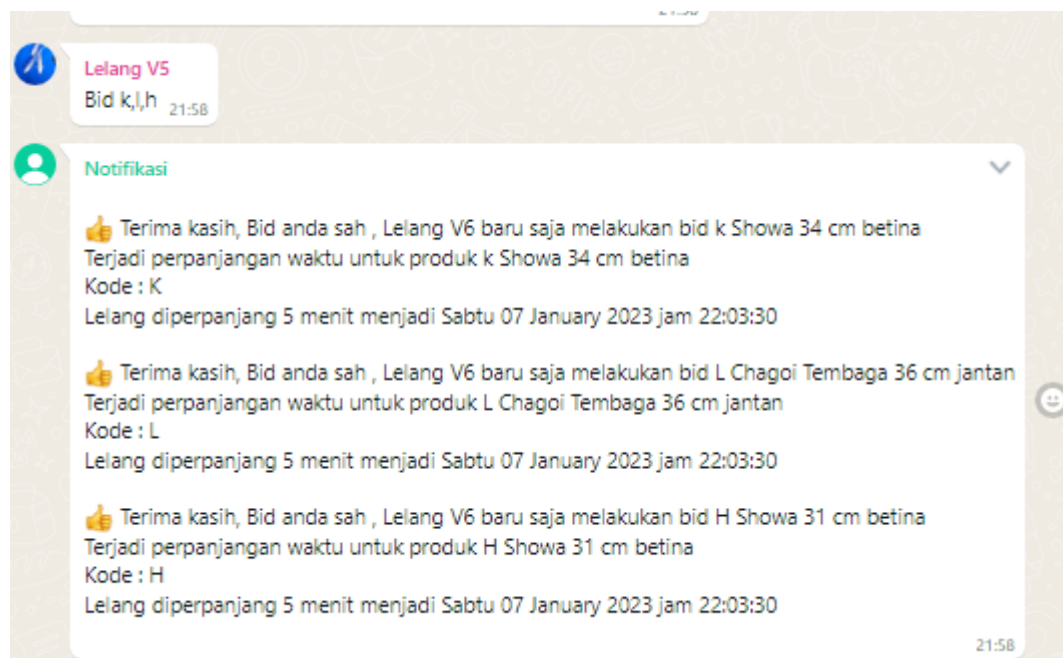 Lelang V5
Bid k,l,h 21:58
Notifikasi
👍 Terima kasih, Bid anda sah , Lelang V6 baru saja melakukan bid k Showa 34 cm betina
Terjadi perpanjangan waktu untuk produk k Showa 34 cm betina
Kode : K
Lelang diperpanjang 5 menit menjadi Sabtu 07 January 2023 jam 22:03:30
👍 Terima kasih, Bid anda sah , Lelang V6 baru saja melakukan bid L Chagoi Tembaga 36 cm jantan
Terjadi perpanjangan waktu untuk produk L Chagoi Tembaga 36 cm jantan
Kode : L
Lelang diperpanjang 5 menit menjadi Sabtu 07 January 2023 jam 22:03:30
👍 Terima kasih, Bid anda sah , Lelang V6 baru saja melakukan bid H Showa 31 cm betina
Terjadi perpanjangan waktu untuk produk H Showa 31 cm betina
Kode : H
Lelang diperpanjang 5 menit menjadi Sabtu 07 January 2023 jam 22:03:30
21:58